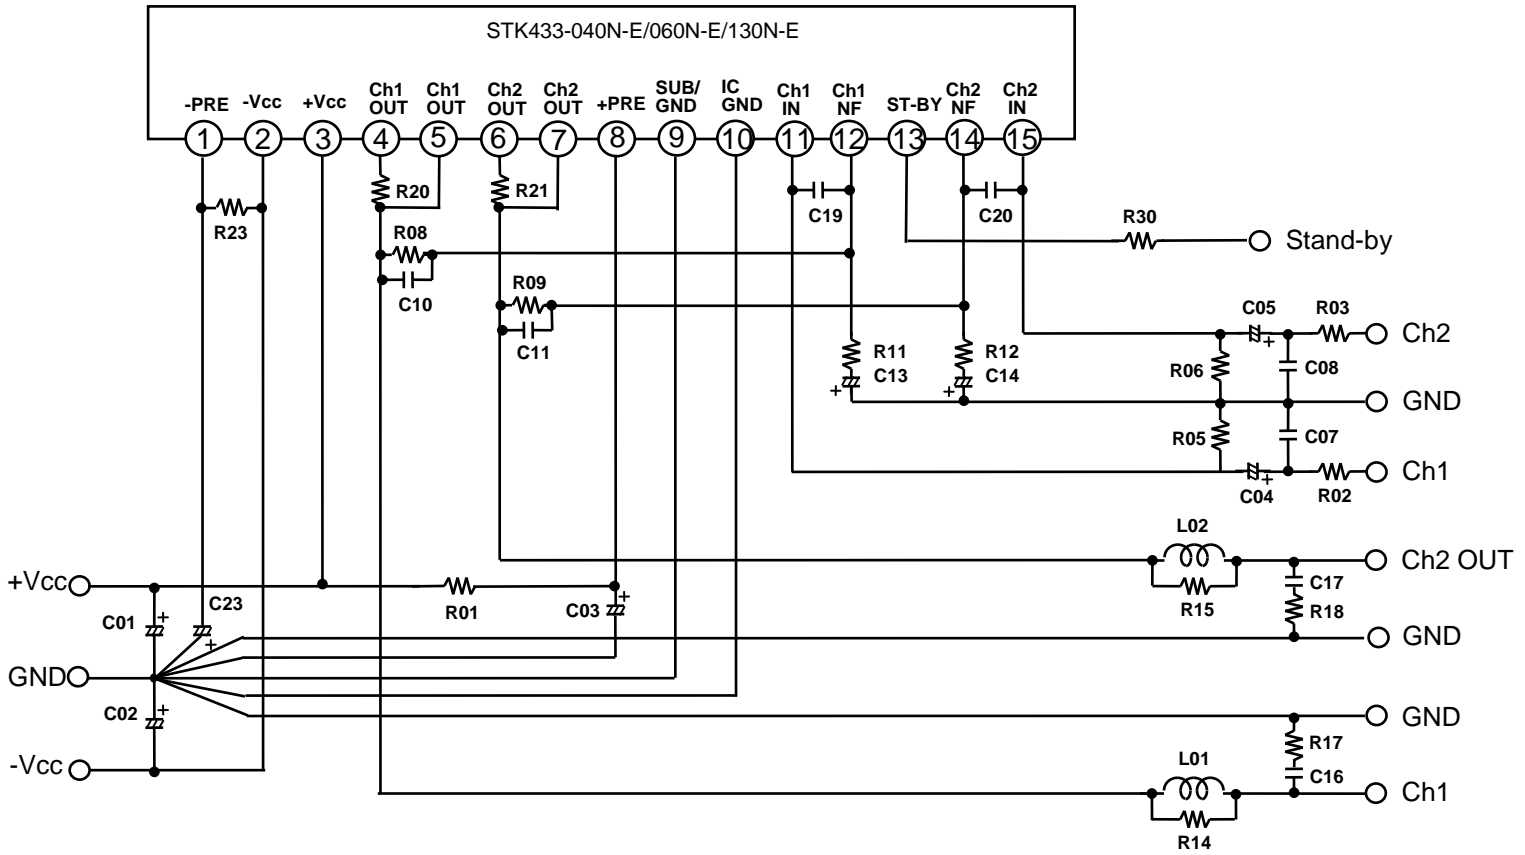 STK433-040N-E/060N-E/130N-E
-PRE -Vcc +Vcc Ch1 OUT Ch1 OUT Ch2 OUT Ch2 OUT +PRE SUB/ GND IC GND Ch1 IN Ch1 NF ST-BY Ch2 NF Ch2 IN
1 2 3 4 5 6 7 8 9 10 11 12 13 14 15
R20 R21 C19 C20
R23 R08 R30 Stand-by
C10 R09 C05 R03
C11 Ch2
R11 R12
C13 C14 R06 C08
+ + +
GND
R05 C07
Ch1
C04 + R02
L02
Ch2 OUT
+Vcc C17
R01 R15 R18
C01 + C23 + C03 +
GND
GND
C02 +
GND
R17
-Vcc L01 C16
Ch1
R14